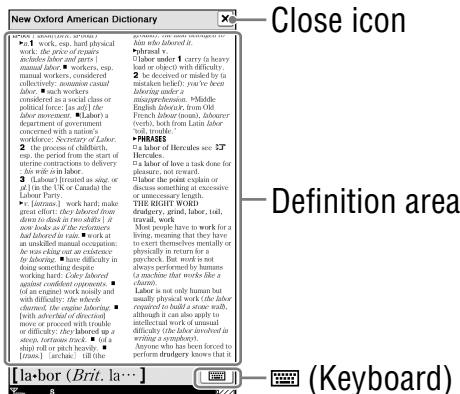 New Oxford American Dictionary
Close icon
la•bor | labor(Brit. la•bour)
▸n.1 work, esp. hard physical
work: the price of repairs
includes labor and parts |
manual labor. ■ workers, esp.
manual workers, considered
collectively: nonunion casual
labor. ■ such workers
considered as a social class or
political force: [as adj.] the
labor movement. ■(Labor) a
department of government
concerned with a nation's
workforce: Secretary of Labor.
2 the process of childbirth,
esp. the period from the start of
uterine contractions to delivery
: his wife is in labor.
3 (Labour) [treated as sing. or
pl.] (in the UK or Canada) the
Labour Party.
▸v. [intrans.] work hard; make
great effort: they labored from
dawn to dusk in two shifts | it
now looks as if the reformers
had labored in vain. ■ work at
an unskilled manual occupation:
he was eking out an existence
by laboring. ■ have difficulty in
doing something despite
working hard: Coley labored
against confident opponents. ■
(of an engine) work noisily and
with difficulty: the wheels
churned, the engine laboring. ■
[with adverbial of direction]
move or proceed with trouble
or difficulty: they labored up a
steep, tortuous track. ■ (of a
ship) roll or pitch heavily. ■
[trans.] [archaic] till (the
ground): the land belonged to
him who labored it.
▸phrasal v.
□labor under 1 carry (a heavy
load or object) with difficulty.
2 be deceived or misled by (a
mistaken belief): you've been
laboring under a
misapprehension. ▹Middle
English labo(u)r, from Old
French labour (noun), labourer
(verb), both from Latin labor
'toil, trouble.'
▸PHRASES
□a labor of Hercules see
Hercules.
□a labor of love a task done for
pleasure, not reward.
□labor the point explain or
discuss something at excessive
or unnecessary length.
THE RIGHT WORD
drudgery, grind, labor, toil,
travail, work
Most people have to work for a
living, meaning that they have
to exert themselves mentally or
physically in return for a
paycheck. But work is not
always performed by humans
(a machine that works like a
charm).
Labor is not only human but
usually physical work (the labor
required to build a stone wall),
although it can also apply to
intellectual work of unusual
difficulty (the labor involved in
writing a symphony).
Anyone who has been forced to
perform drudgery knows that it
Definition area
[la•bor (Brit. la··· ]
(Keyboard)
S